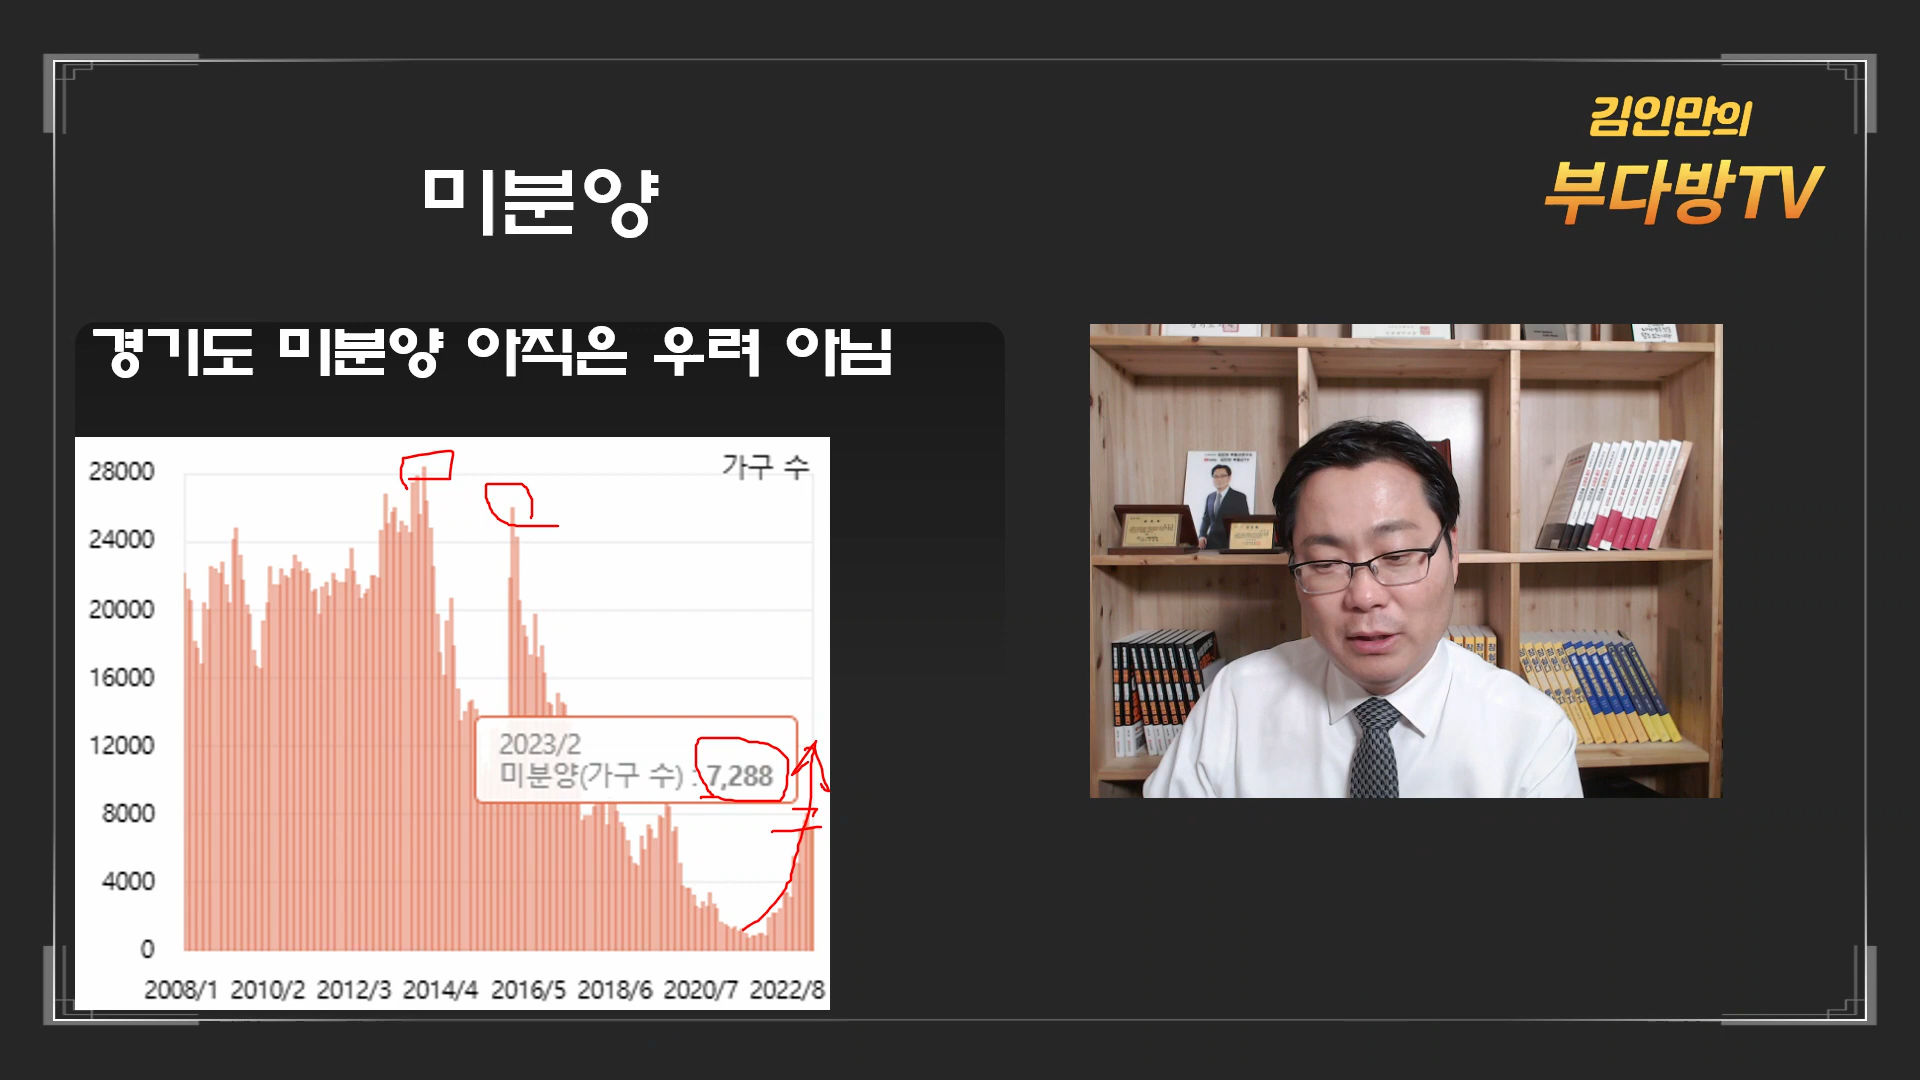 김인만의
부다방TV
미분양
경기도 미분양 아직은 우려 아님
가구 수
28000
24000
20000
16000
12000
8000
4000
0
2023/2
미분양(가구 수) : 7,288
2008/1 2010/2 2012/3 2014/4 2016/5 2018/6 2020/7 2022/8